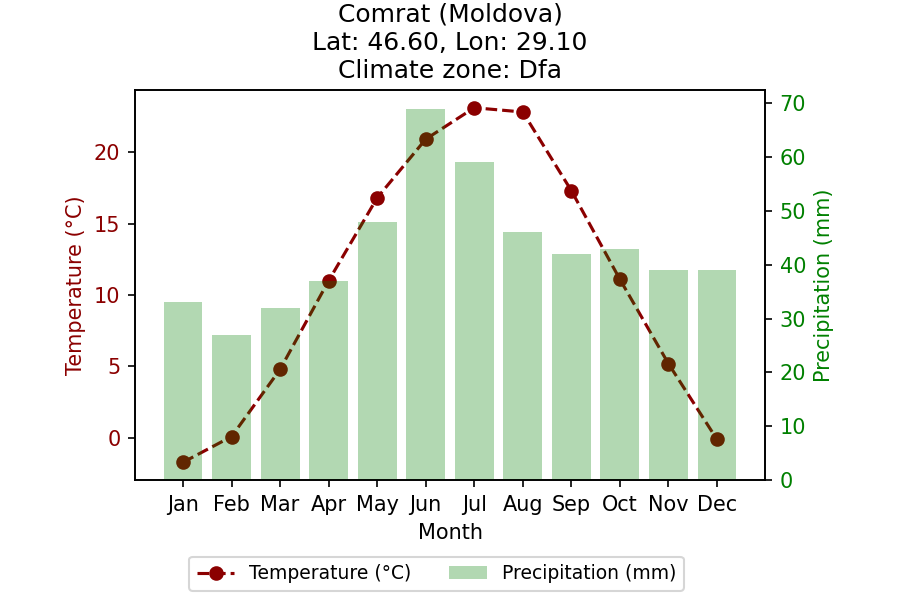 Comrat (Moldova)
Lat: 46.60, Lon: 29.10
Climate zone: Dfa
Temperature (°C)
20
15
10
5
0
Precipitation (mm)
70
60
50
40
30
20
10
0
Jan Feb Mar Apr May Jun Jul Aug Sep Oct Nov Dec
Month
Temperature (°C) Precipitation (mm)